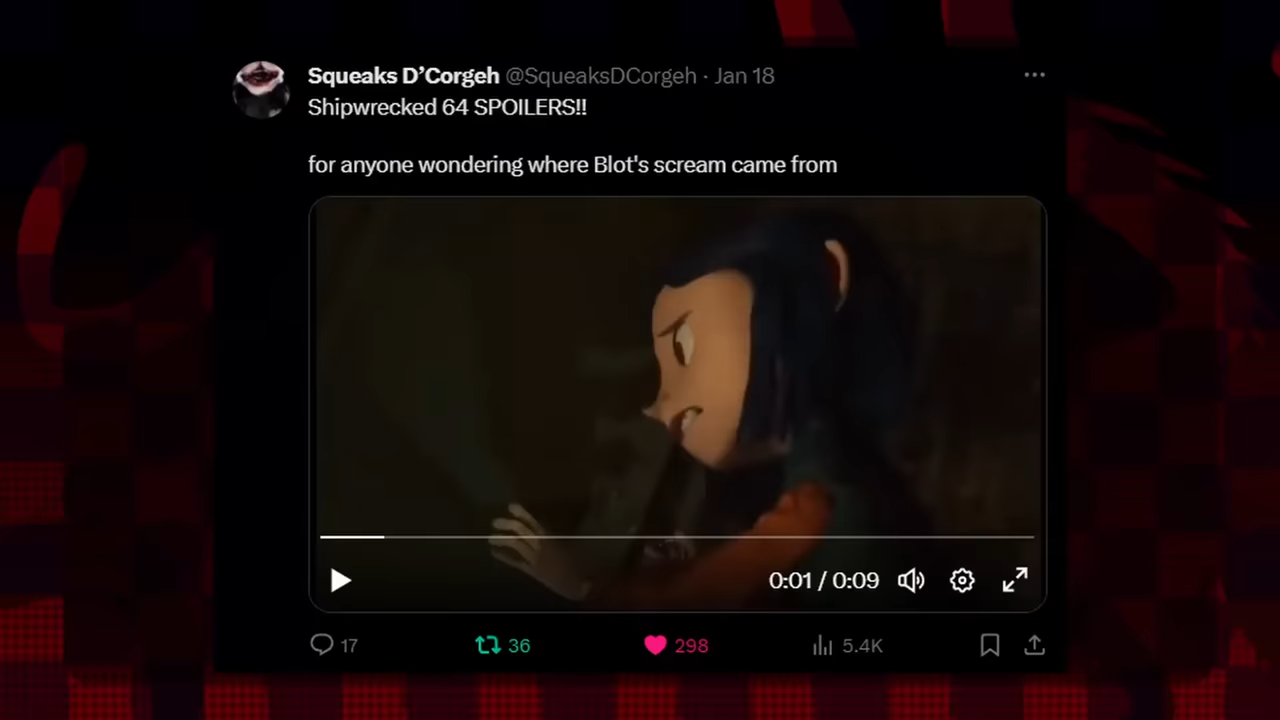 Squeaks D'Corgeh @SqueaksDCorgeh · Jan 18
Shipwrecked 64 SPOILERS!!
for anyone wondering where Blot's scream came from
0:01 / 0:09
17 36 298 5.4K